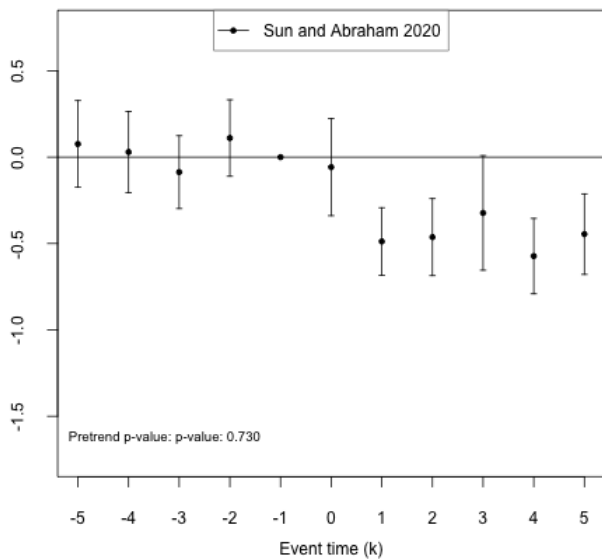 Sun and Abraham 2020
0.5
0.0
-0.5
-1.0
-1.5
Pretrend p-value: p-value: 0.730
-5 -4 -3 -2 -1 0 1 2 3 4 5
Event time (k)